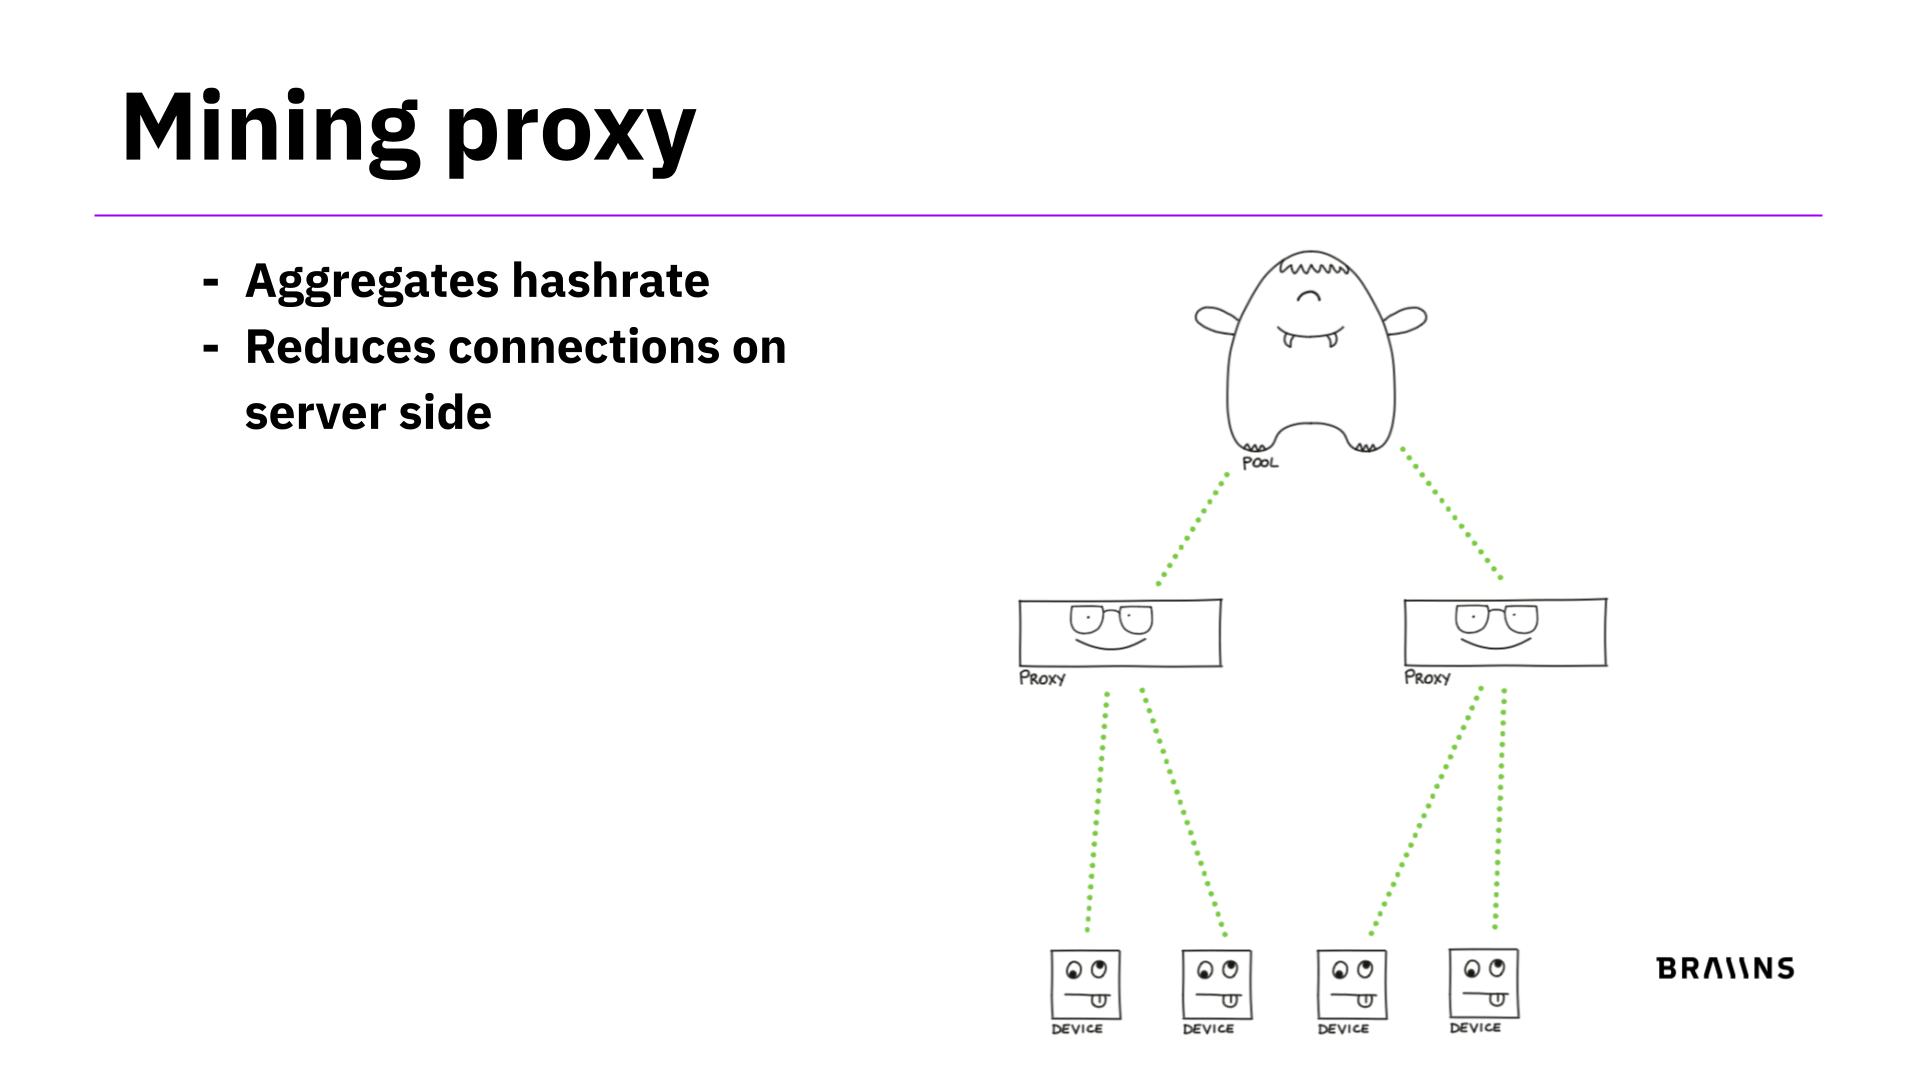 Mining proxy
- Aggregates hashrate
- Reduces connections on
server side
POOL
PROXY
PROXY
DEVICE
DEVICE
DEVICE
DEVICE
BRAIINS